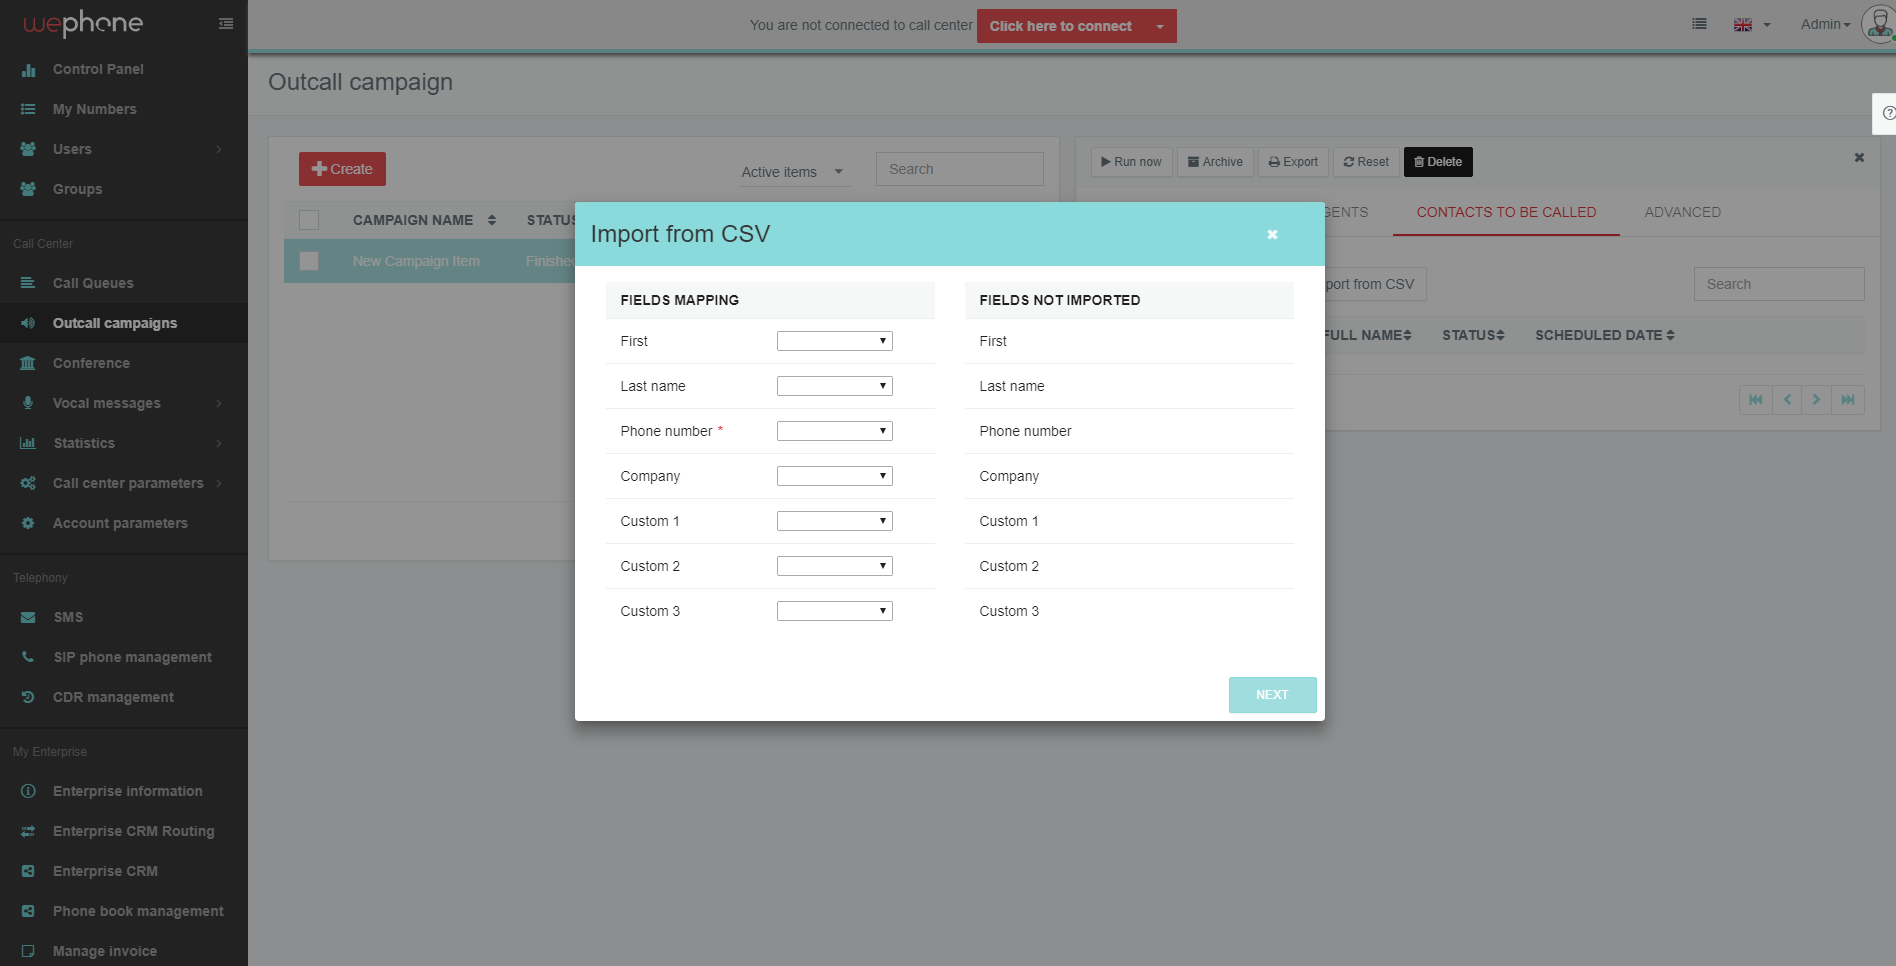 wephone
Control Panel
My Numbers
Users
Groups
Call Center
Call Queues
Outcall campaigns
Conference
Vocal messages
Statistics
Call center parameters
Account parameters
Telephony
SMS
SIP phone management
CDR management
My Enterprise
Enterprise information
Enterprise CRM Routing
Enterprise CRM
Phone book management
Manage invoice
You are not connected to call center Click here to connect
Admin
Outcall campaign
Create
Active items
Search
CAMPAIGN NAME STATUS
New Campaign Item Finished
Run now Archive Export Reset Delete
GENTS CONTACTS TO BE CALLED ADVANCED
port from CSV
Search
FULL NAME STATUS SCHEDULED DATE
Import from CSV
FIELDS MAPPING FIELDS NOT IMPORTED
First First
Last name Last name
Phone number * Phone number
Company Company
Custom 1 Custom 1
Custom 2 Custom 2
Custom 3 Custom 3
NEXT